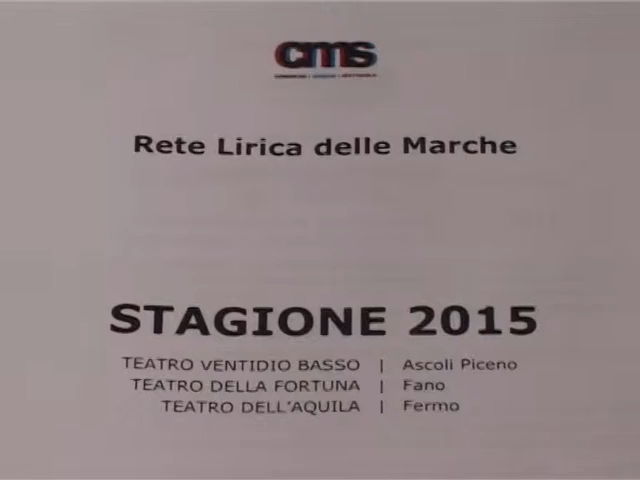 cms
Rete Lirica delle Marche
STAGIONE 2015
TEATRO VENTIDIO BASSO | Ascoli Piceno
TEATRO DELLA FORTUNA | Fano
TEATRO DELL'AQUILA | Fermo